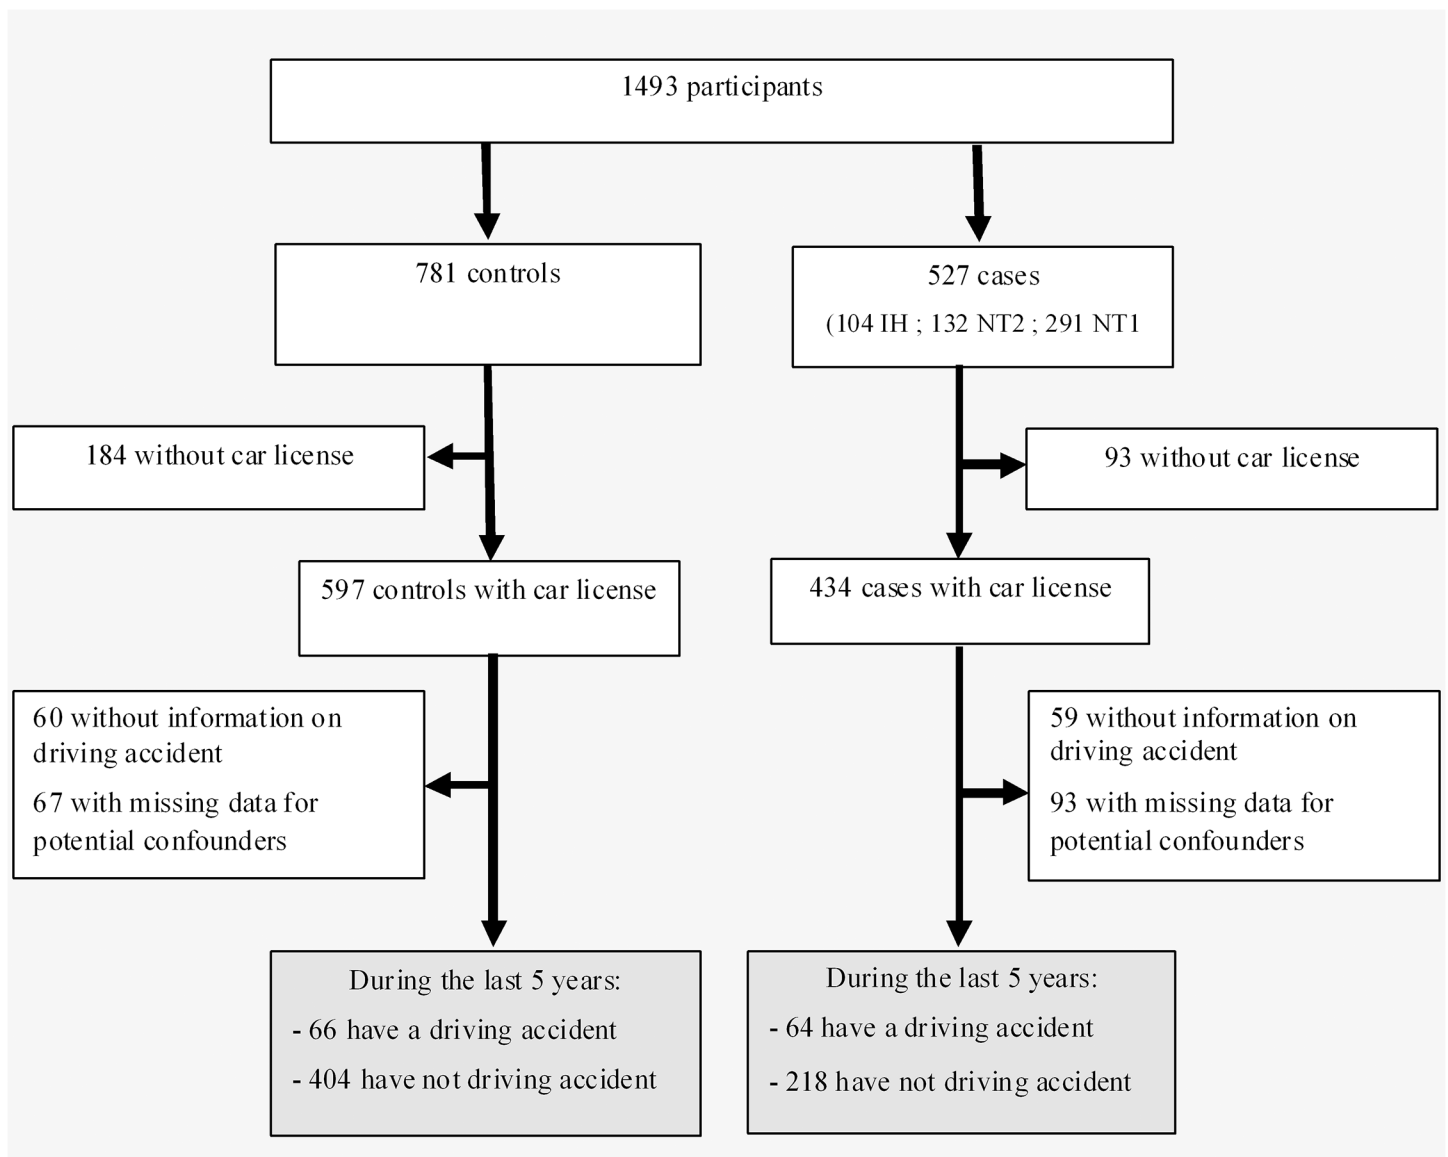 1493 participants
781 controls
527 cases
(104 IH ; 132 NT2 ; 291 NT1
184 without car license
93 without car license
597 controls with car license
434 cases with car license
60 without information on
driving accident
67 with missing data for
potential confounders
59 without information on
driving accident
93 with missing data for
potential confounders
During the last 5 years:
- 66 have a driving accident
- 404 have not driving accident
During the last 5 years:
- 64 have a driving accident
- 218 have not driving accident